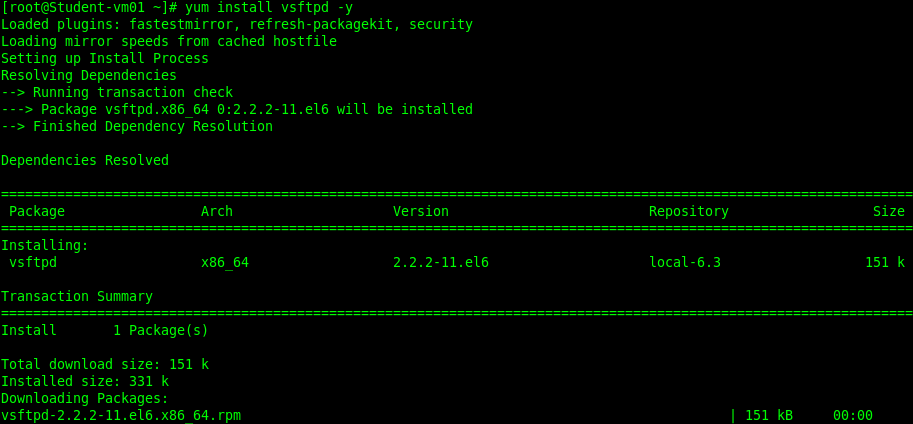 [root@Student-vm01 ~]# yum install vsftpd -y
Loaded plugins: fastestmirror, refresh-packagekit, security
Loading mirror speeds from cached hostfile
Setting up Install Process
Resolving Dependencies
--> Running transaction check
---> Package vsftpd.x86_64 0:2.2.2-11.el6 will be installed
--> Finished Dependency Resolution

Dependencies Resolved

==================================================================================================================
 Package                 Arch                  Version                         Repository                  Size
==================================================================================================================
Installing:
 vsftpd                  x86_64                  2.2.2-11.el6                    local-6.3                  151 k

Transaction Summary
==================================================================================================================
Install       1 Package(s)

Total download size: 151 k
Installed size: 331 k
Downloading Packages:
vsftpd-2.2.2-11.el6.x86_64.rpm                                                             | 151 kB     00:00